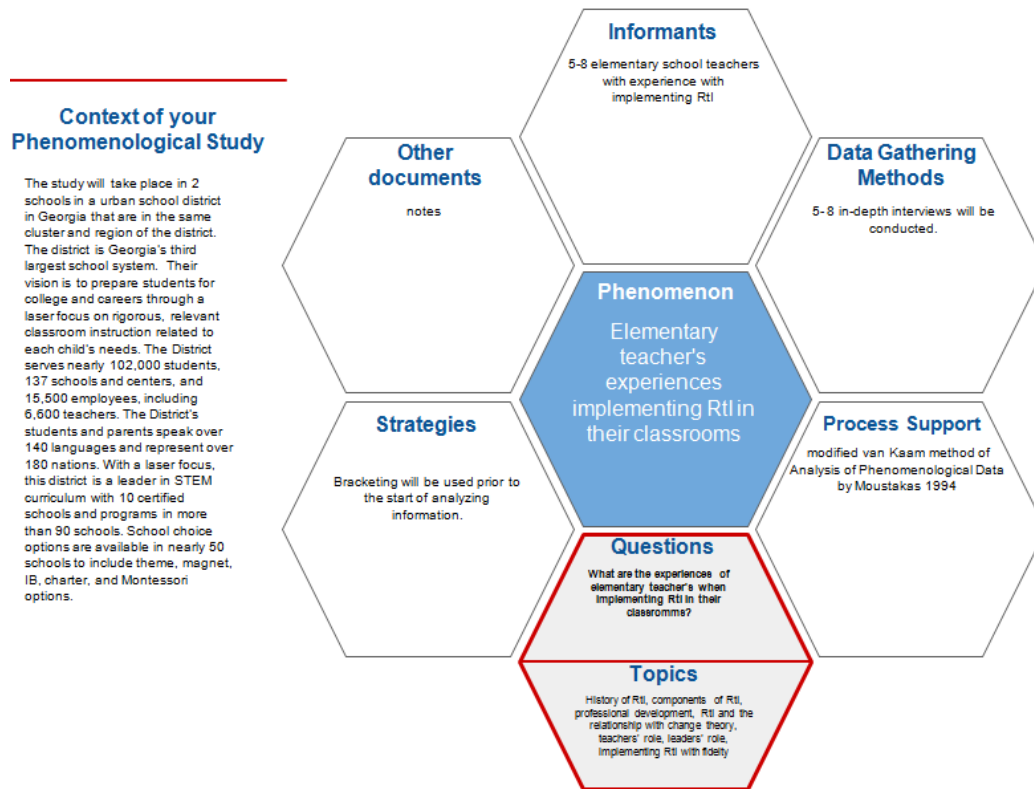 Context of your
Phenomenological Study
The study will take place in 2
schools in a urban school district
in Georgia that are in the same
cluster and region of the district.
The district is Georgia's third
largest school system. Their
vision is to prepare students for
college and careers through a
laser focus on rigorous, relevant
classroom instruction related to
each child's needs. The District
serves nearly 102,000 students,
137 schools and centers, and
15,500 employees, including
6,600 teachers. The District's
students and parents speak over
140 languages and represent over
180 nations. With a laser focus,
this district is a leader in STEM
curriculum with 10 certified
schools and programs in more
than 90 schools. School choice
options are available in nearly 50
schools to include theme, magnet,
IB, charter, and Montessori
options.
Informants
5-8 elementary school teachers
with experience with
implementing RtI
Other
documents
notes
Data Gathering
Methods
5- 8 in-depth interviews will be
conducted.
Phenomenon
Elementary
teacher's
experiences
implementing RtI in
their classrooms
Strategies
Bracketing will be used prior to
the start of analyzing
information.
Process Support
modified van Kaam method of
Analysis of Phenomenological Data
by Moustakas 1994
Questions
What are the experiences of
elementary teacher's when
implementing RtI in their
classromms?
Topics
History of RtI, components of RtI,
professional development, RtI and the
relationship with change theory,
teachers' role, leaders' role,
implementing RtI with fidelity